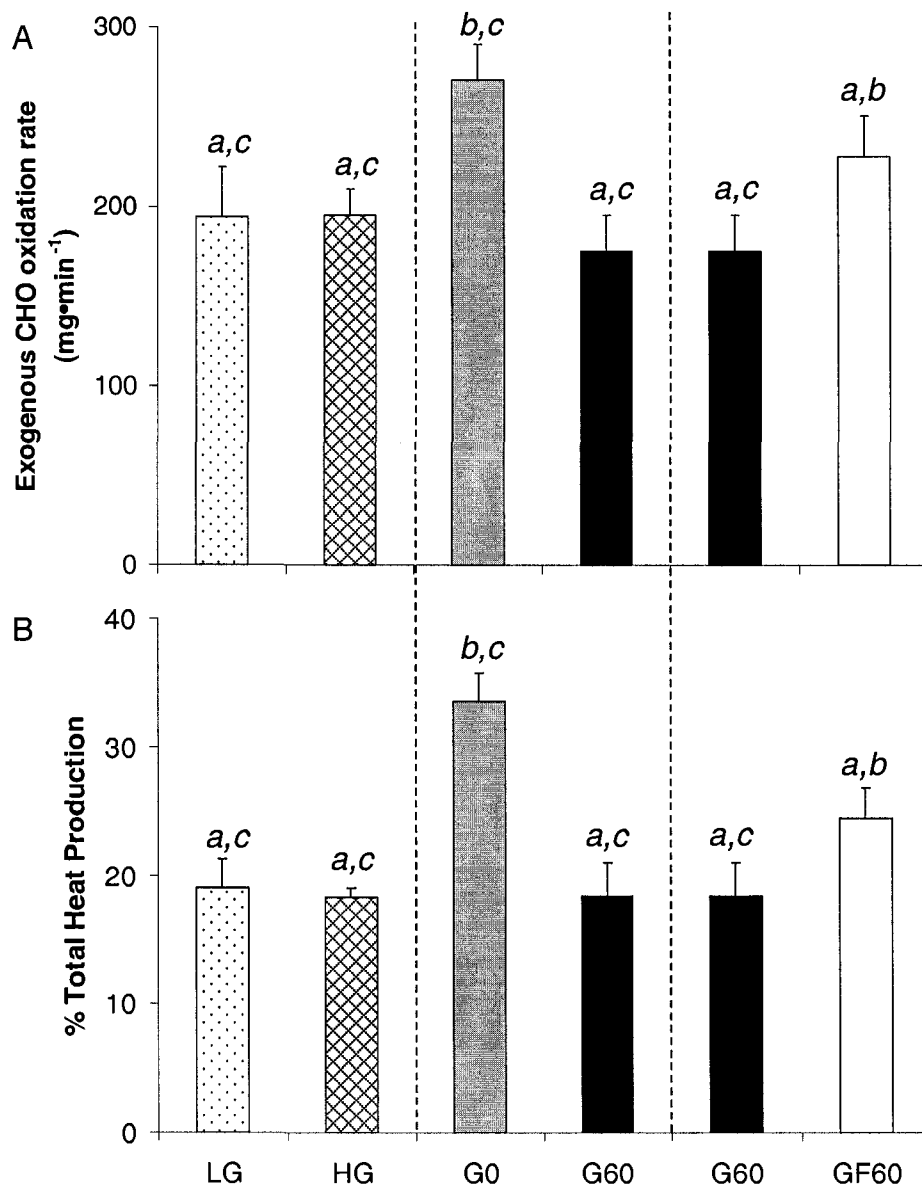 A
Exogenous CHO oxidation rate
(mg•min⁻¹)
300
200
100
0
a,c
a,c
b,c
a,c
a,c
a,b
B
% Total Heat Production
40
30
20
10
0
a,c
a,c
b,c
a,c
a,c
a,b
LG HG G0 G60 G60 GF60